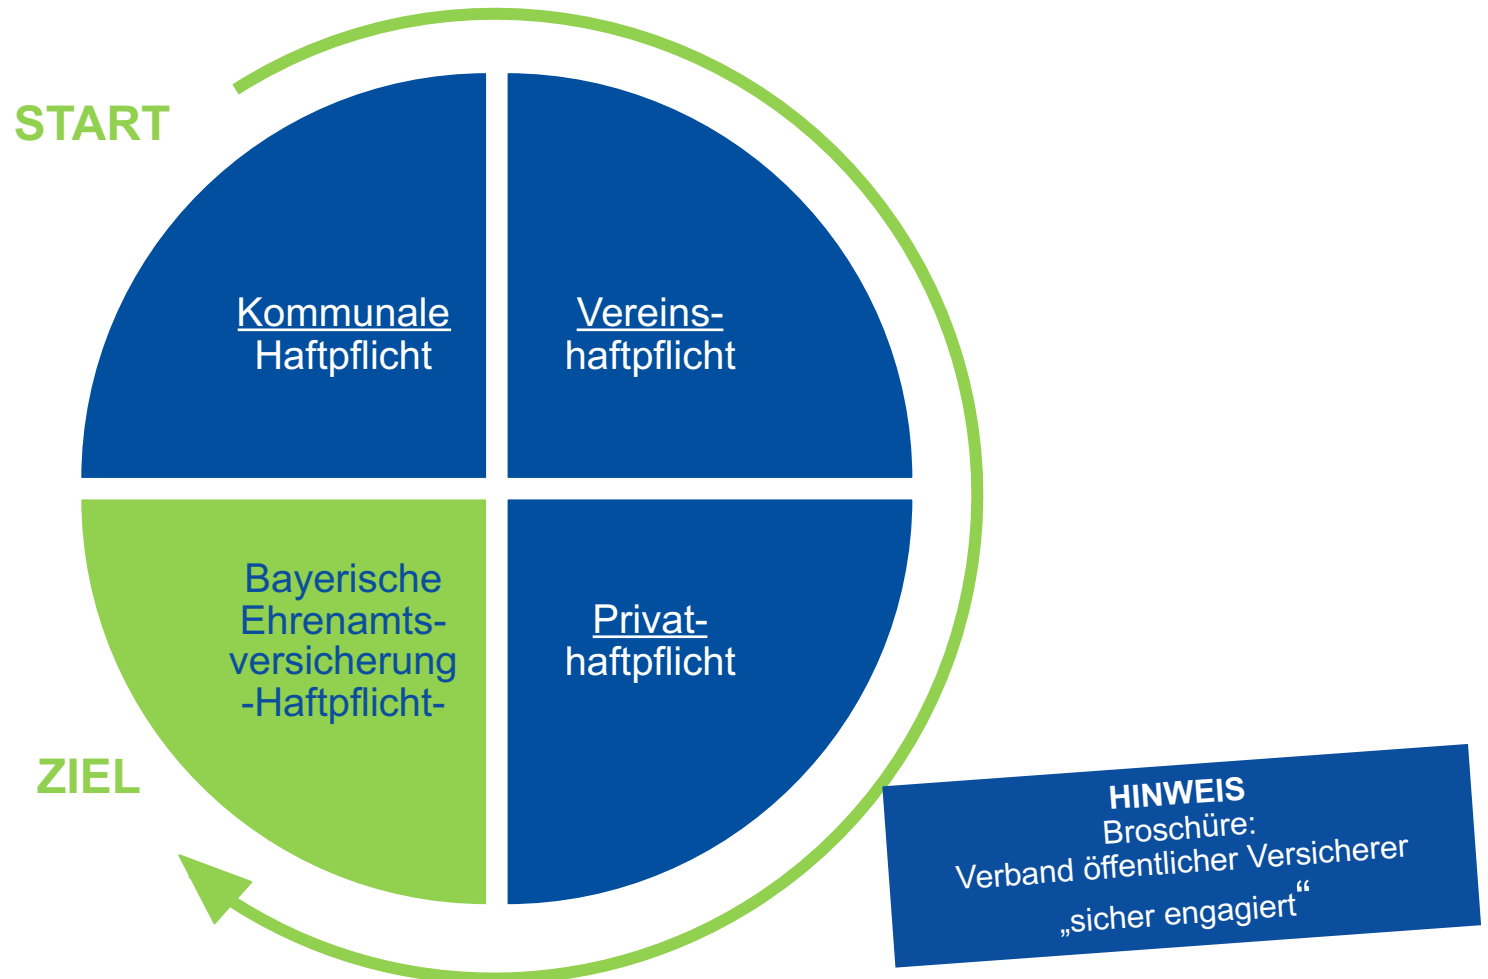 START
Kommunale
Haftpflicht
Vereins-
haftpflicht
Bayerische
Ehrenamts-
versicherung
-Haftpflicht-
Privat-
haftpflicht
ZIEL
HINWEIS
Broschüre:
Verband öffentlicher Versicherer
„sicher engagiert“